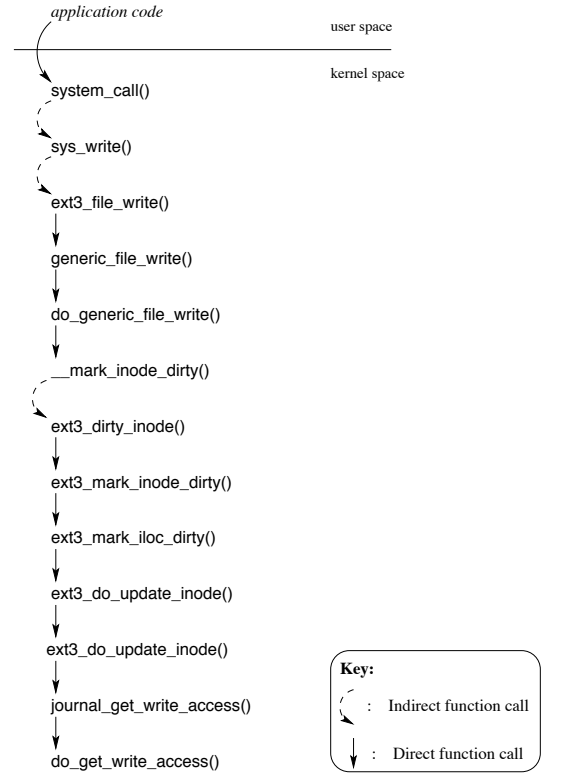 application code
user space
kernel space
system_call()
sys_write()
ext3_file_write()
generic_file_write()
do_generic_file_write()
__mark_inode_dirty()
ext3_dirty_inode()
ext3_mark_inode_dirty()
ext3_mark_iloc_dirty()
ext3_do_update_inode()
ext3_do_update_inode()
journal_get_write_access()
do_get_write_access()
Key:
: Indirect function call
: Direct function call